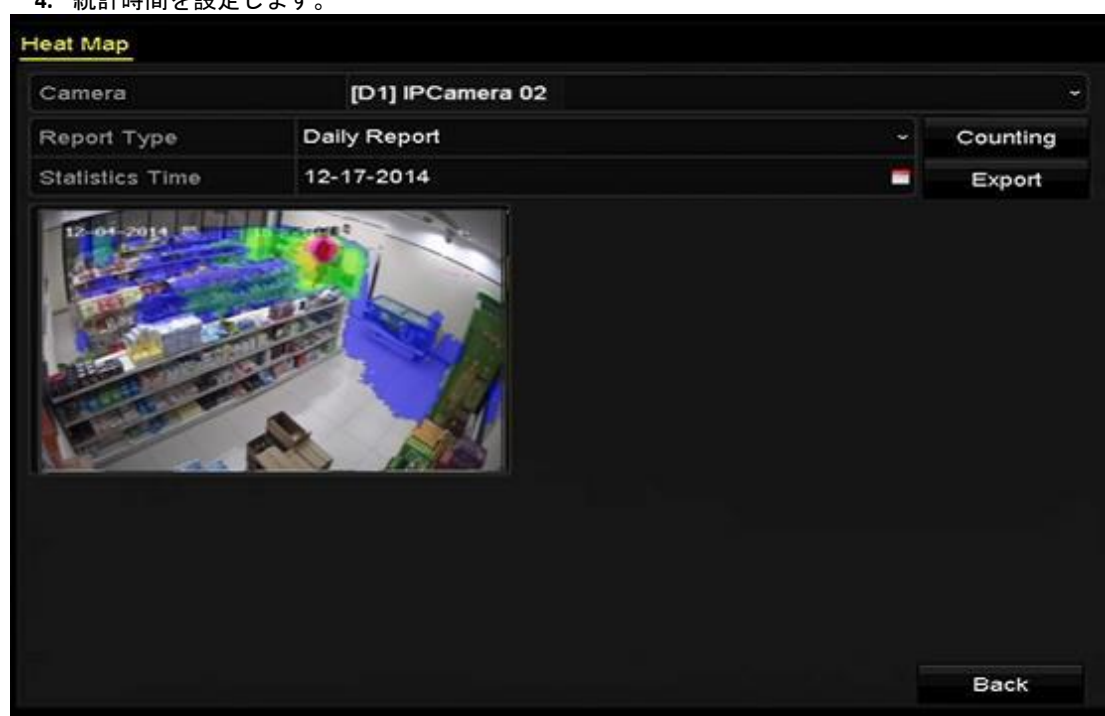 4. 統計時間を設定します。
Heat Map
Camera [D1] IPCamera 02
Report Type Daily Report Counting
Statistics Time 12-17-2014 Export
12-04-2014
Back